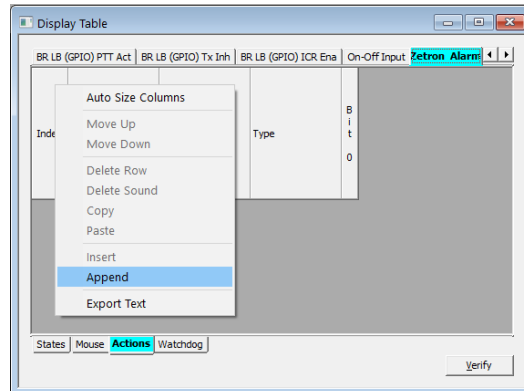 Display Table
BR LB (GPIO) PTT Act BR LB (GPIO) Tx Inh BR LB (GPIO) ICR Ena On-Off Input Zetron Alarms
Auto Size Columns
Move Up
Move Down
Delete Row
Delete Sound
Copy
Paste
Insert
Append
Export Text
Type
B
i
t
0
States Mouse Actions Watchdog
Verify